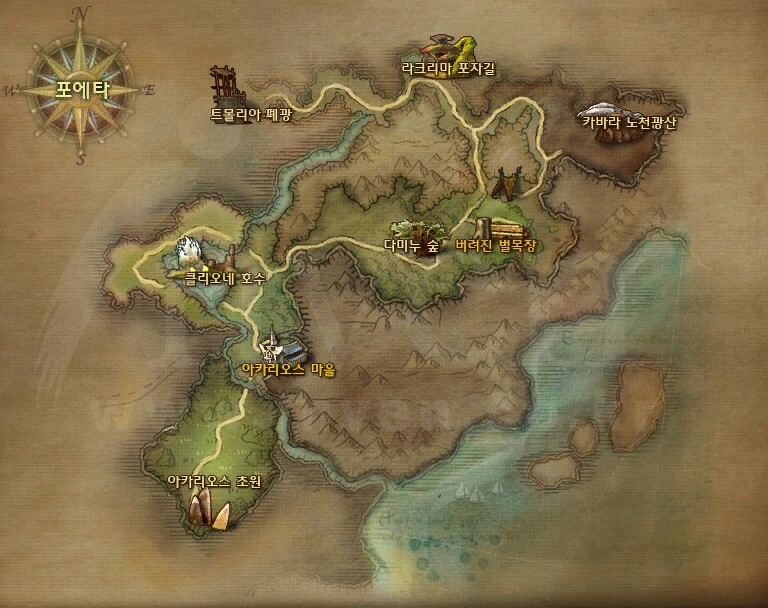 N
포에타
W
E
S
라크리마 포자길
트몰리아 폐광
카바라 노천광산
다미누 숲
버려진 벌목장
클리오네 호수
아카리오스 마을
아카리오스 초원